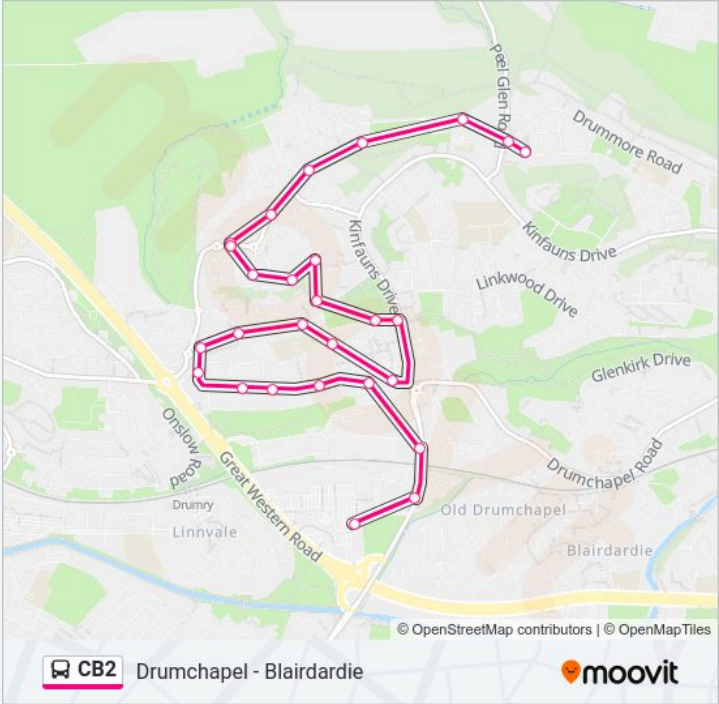 Peel Glen Road
Drummore Road
Kinfauns Drive
Kinfauns Drive
Linkwood Drive
Glenkirk Drive
Onslow Road
Great Western Road
Drumchapel Road
Drumry
Linnvale
Old Drumchapel
Blairdardie
© OpenStreetMap contributors | © OpenMapTiles
CB2 Drumchapel - Blairdardie
moovit